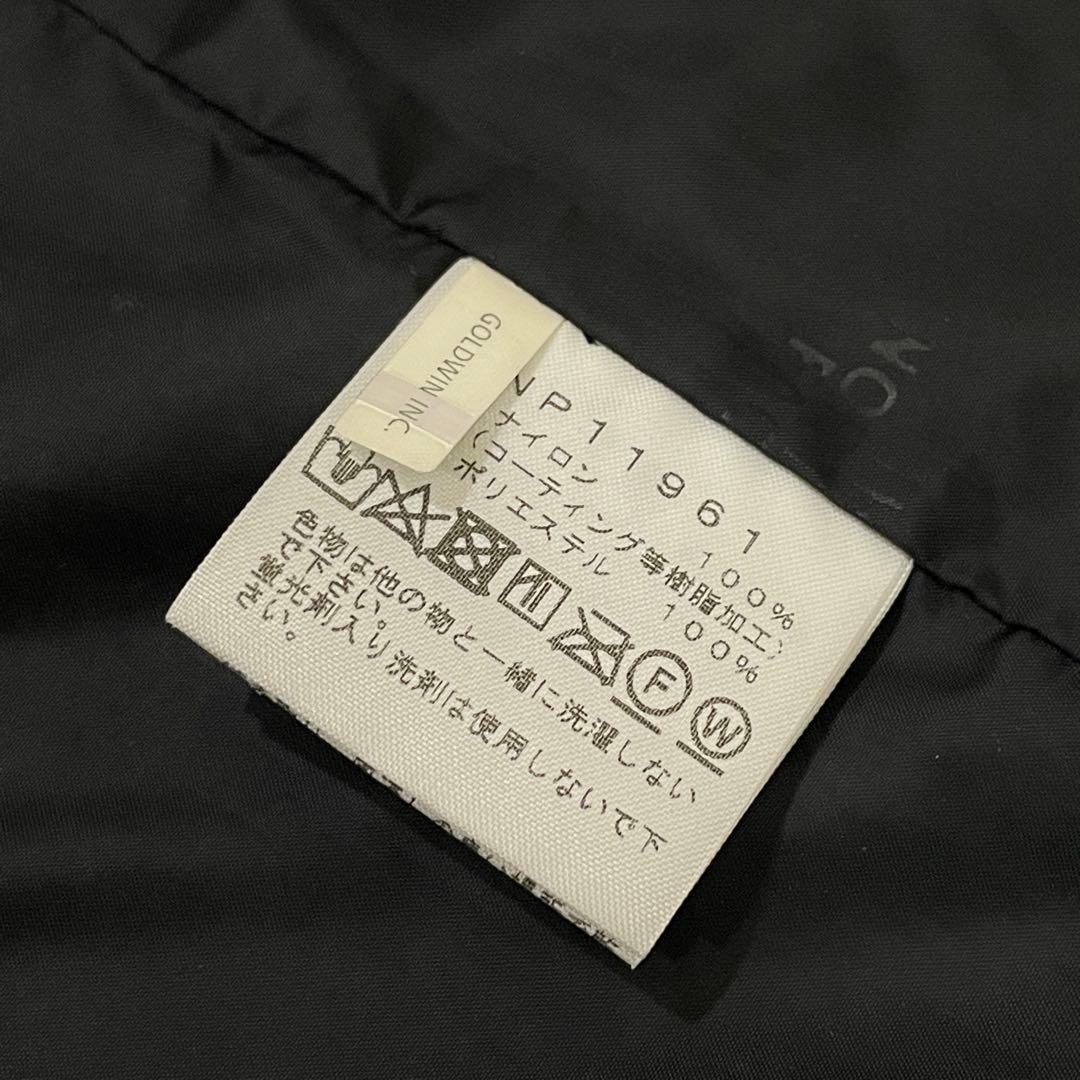 GOLDWIN INC
NP11961
ナイロン 100%
(コーティング等樹脂加工)
ポリエステル 100%
F
W
色物は他の物と一緒に洗濯しない
で下さい。
蛍光剤入り洗剤は使用しないで下
さい。